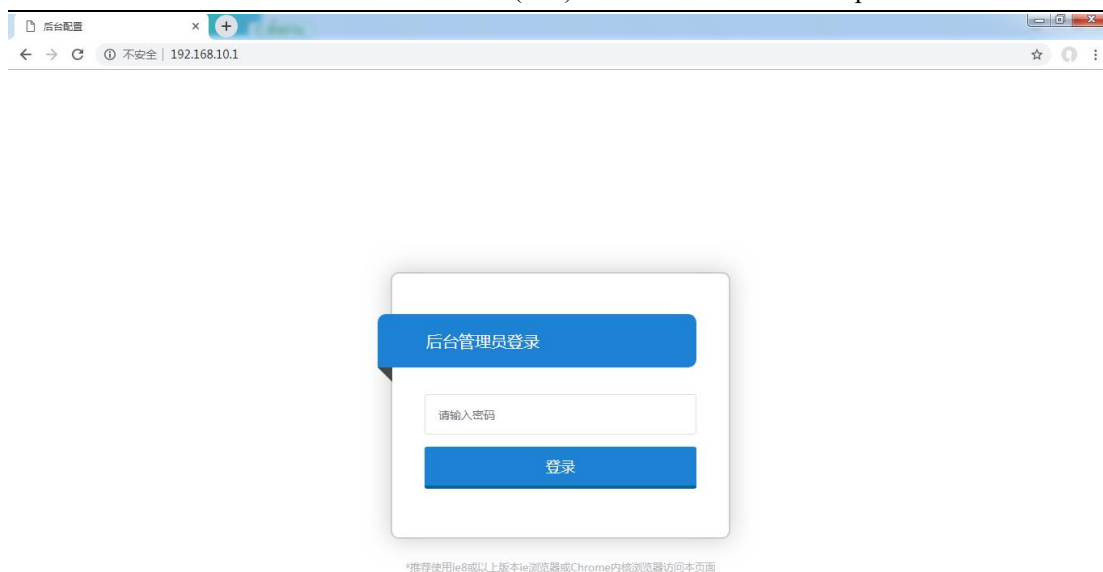 后台配置
不安全 | 192.168.10.1
后台管理员登录
请输入密码
登录
*推荐使用ie8或以上版本ie浏览器或Chrome内核浏览器访问本页面